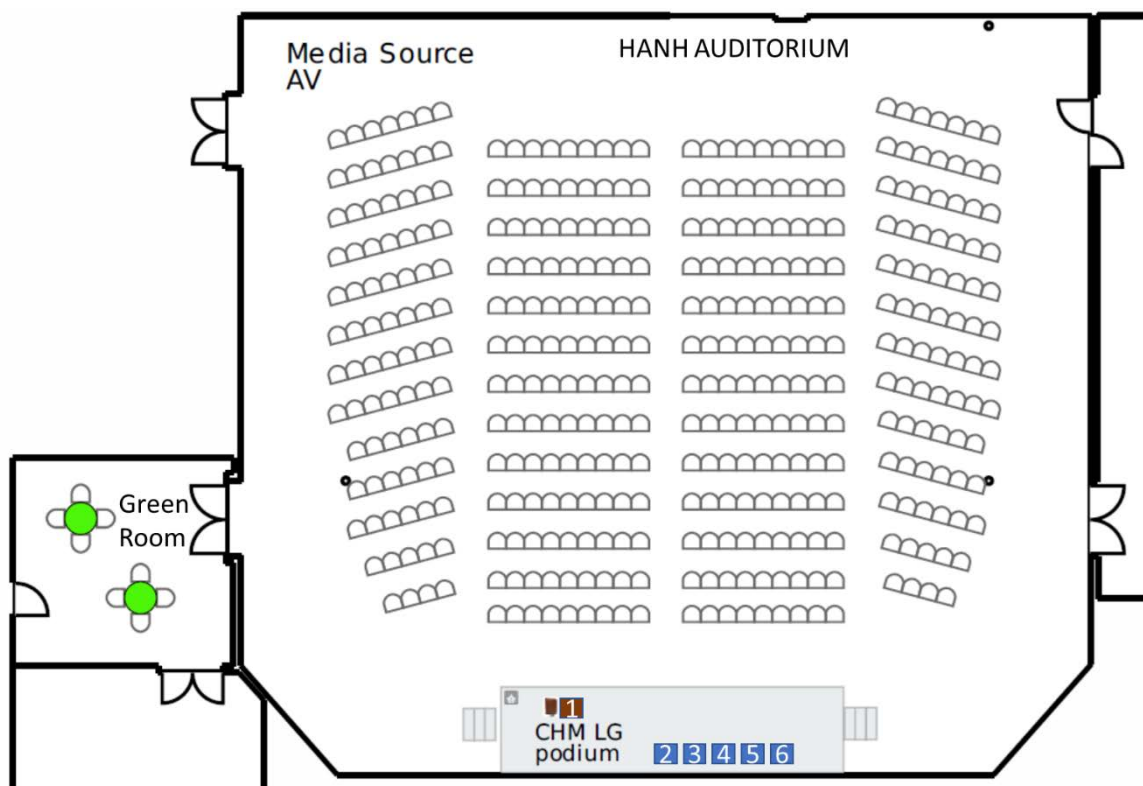 Media Source
AV
HANH AUDITORIUM
Green
Room
1
CHM LG
podium
2 3 4 5 6